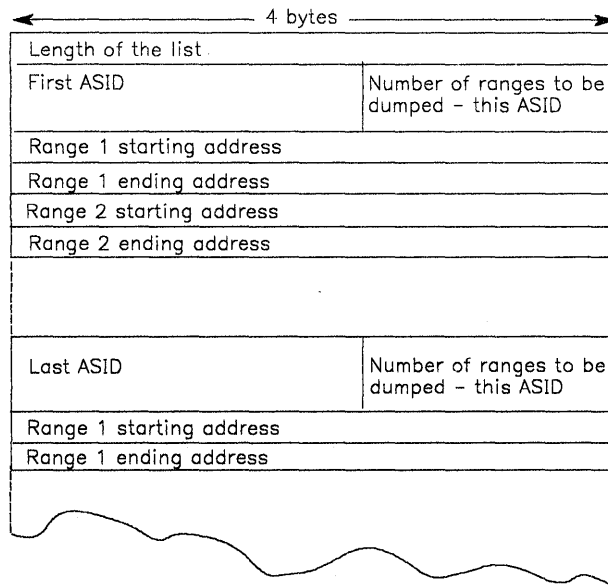 4 bytes
Length of the list
First ASID
Number of ranges to be
dumped - this ASID
Range 1 starting address
Range 1 ending address
Range 2 starting address
Range 2 ending address
Last ASID
Number of ranges to be
dumped - this ASID
Range 1 starting address
Range 1 ending address